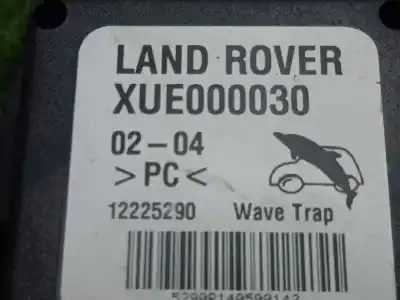 LAND ROVER
XUE000030
02-04
>PC<
12225290 Wave Trap